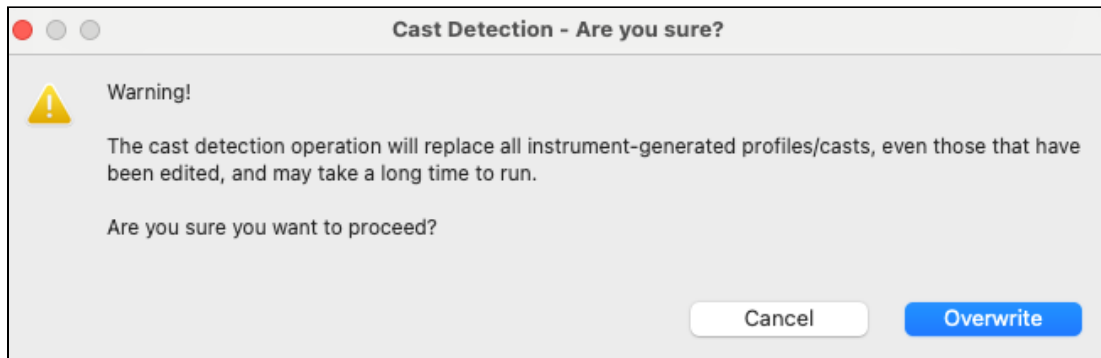 Cast Detection - Are you sure?
Warning!
The cast detection operation will replace all instrument-generated profiles/casts, even those that have
been edited, and may take a long time to run.
Are you sure you want to proceed?
Cancel
Overwrite